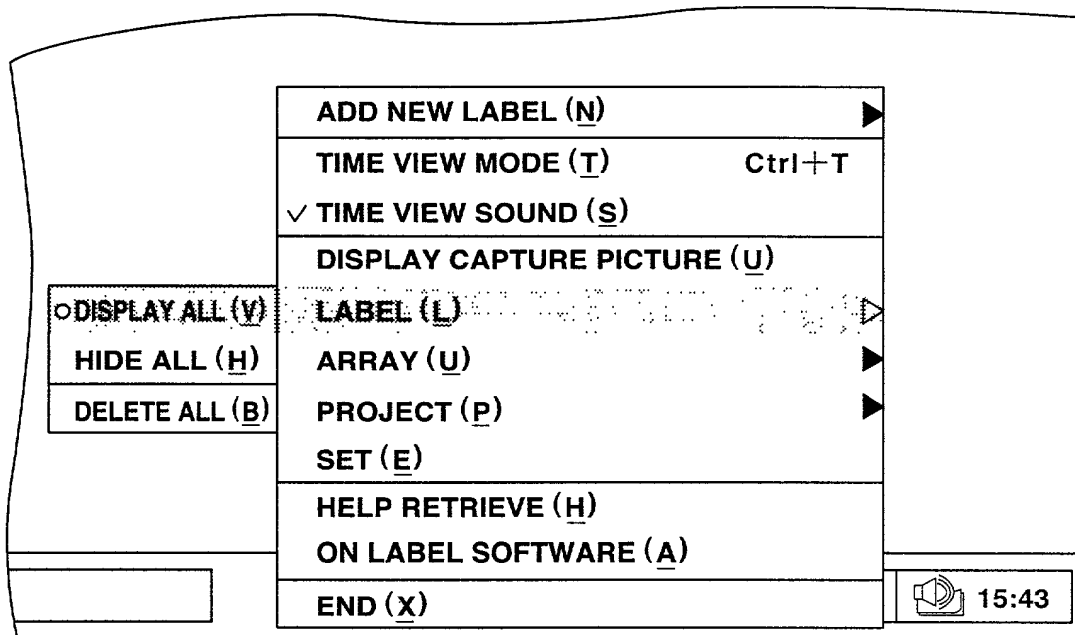 ADD NEW LABEL (N)
TIME VIEW MODE (T) Ctrl+T
✓ TIME VIEW SOUND (S)
DISPLAY CAPTURE PICTURE (U)
○DISPLAY ALL (V) LABEL (L)
HIDE ALL (H) ARRAY (U)
DELETE ALL (B) PROJECT (P)
SET (E)
HELP RETRIEVE (H)
ON LABEL SOFTWARE (A)
END (X) 15:43